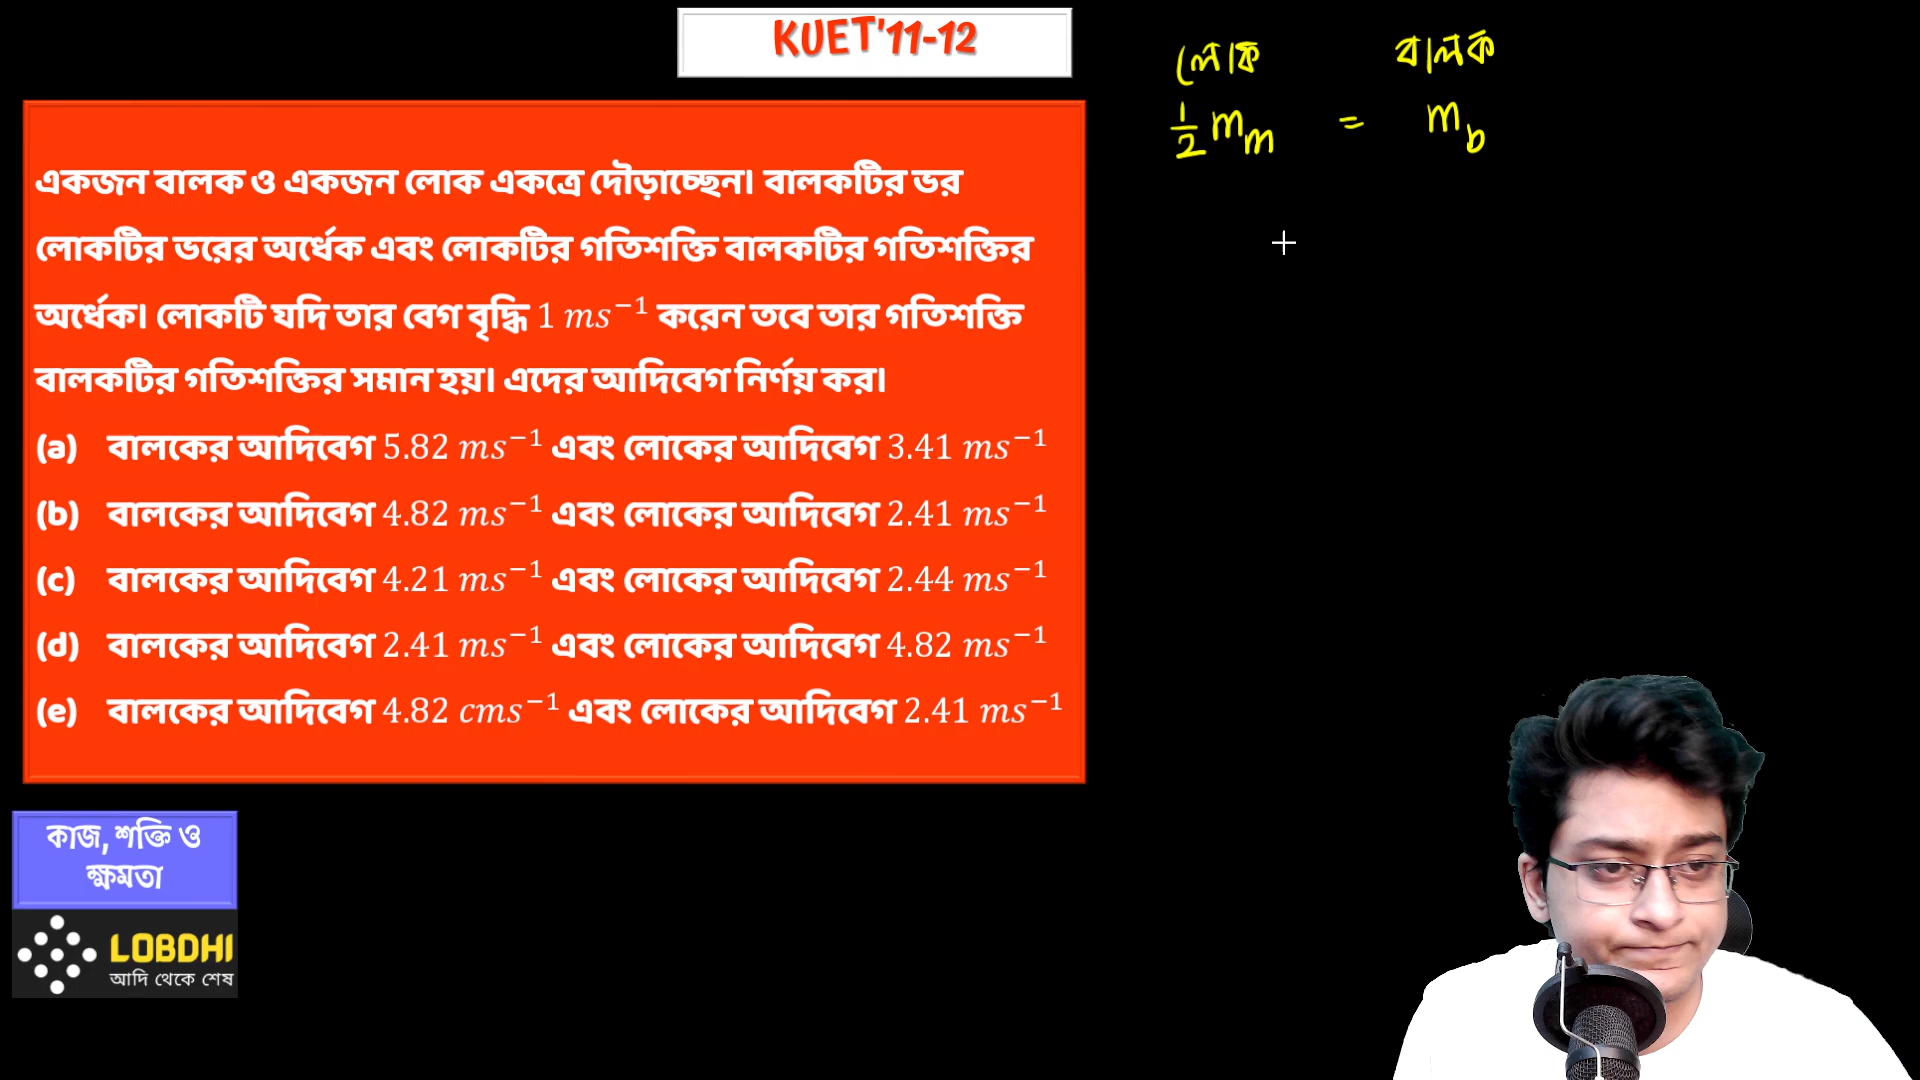 KUET'11-12
একজন বালক ও একজন লোক একত্রে দৌড়াচ্ছেন। বালকটির ভর
লোকটির ভরের অর্ধেক এবং লোকটির গতিশক্তি বালকটির গতিশক্তির
অর্ধেক। লোকটি যদি তার বেগ বৃদ্ধি 1 ms⁻¹ করেন তবে তার গতিশক্তি
বালকটির গতিশক্তির সমান হয়। এদের আদিবেগ নির্ণয় কর।
(a) বালকের আদিবেগ 5.82 ms⁻¹ এবং লোকের আদিবেগ 3.41 ms⁻¹
(b) বালকের আদিবেগ 4.82 ms⁻¹ এবং লোকের আদিবেগ 2.41 ms⁻¹
(c) বালকের আদিবেগ 4.21 ms⁻¹ এবং লোকের আদিবেগ 2.44 ms⁻¹
(d) বালকের আদিবেগ 2.41 ms⁻¹ এবং লোকের আদিবেগ 4.82 ms⁻¹
(e) বালকের আদিবেগ 4.82 cms⁻¹ এবং লোকের আদিবেগ 2.41 ms⁻¹
লোক বালক
½ m_m = m_b
কাজ, শক্তি ও
ক্ষমতা
LOBDHI
আদি থেকে শেষ